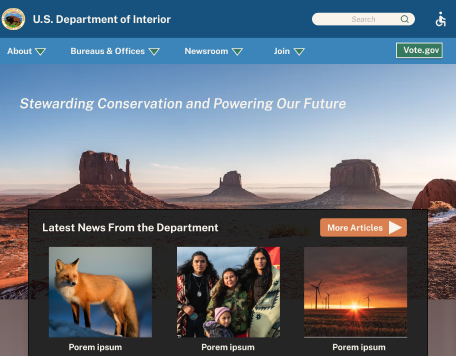 U.S. Department of Interior
Search
About
Bureaus & Offices
Newsroom
Join
Vote.gov
Stewarding Conservation and Powering Our Future
Latest News From the Department
More Articles
Porem ipsum
Porem ipsum
Porem ipsum